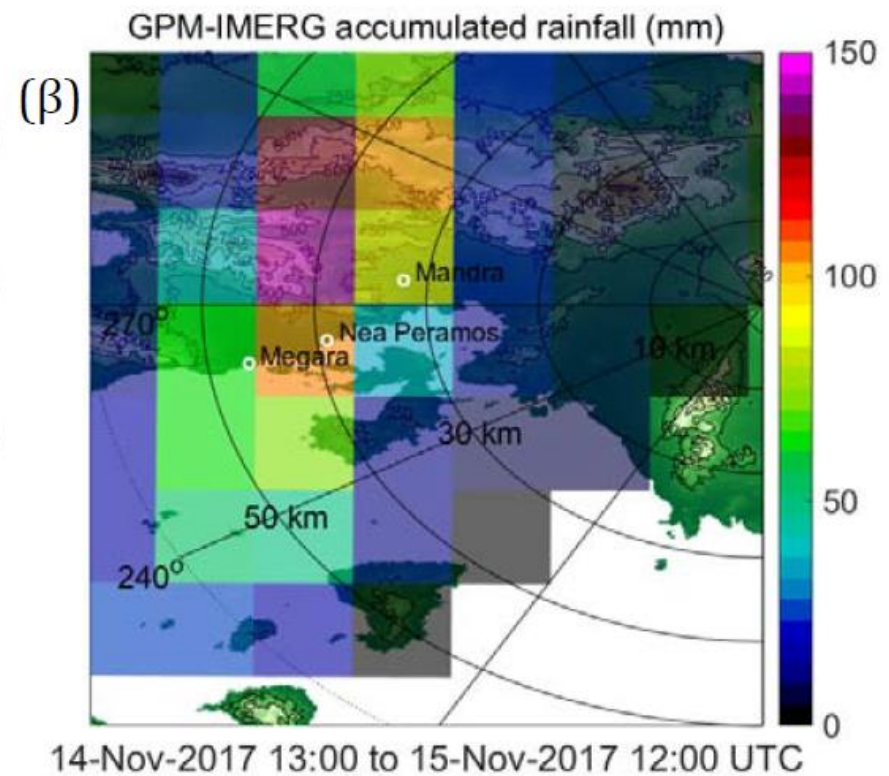 GPM-IMERG accumulated rainfall (mm)
(β)
150
Mandra
100
270°
Nea Peramos
Megara
10 km
30 km
50 km
50
240°
0
14-Nov-2017 13:00 to 15-Nov-2017 12:00 UTC